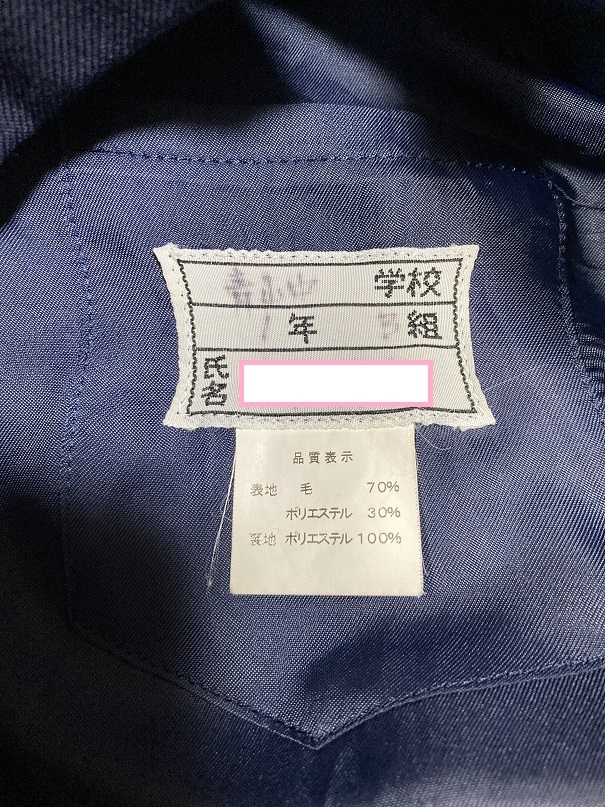 学校
1年 組
氏名
品質表示
表地 毛 70%
ポリエステル 30%
裏地 ポリエステル 100%